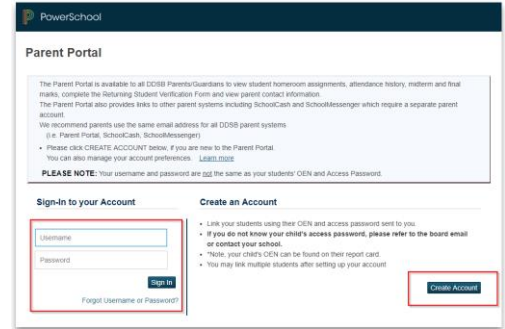 PowerSchool
Parent Portal
The Parent Portal is available to all DDSB Parents/Guardians to view student homeroom assignments, attendance history, midterm and final
marks, complete the Returning Student Verification Form and view parent contact information.
The Parent Portal also provides links to other parent systems including SchoolCash and SchoolMessenger which require a separate parent
account.
We recommend parents use the same email address for all DDSB parent systems
(i.e. Parent Portal, SchoolCash, SchoolMessenger)
• Please click CREATE ACCOUNT below, if you are new to the Parent Portal.
You can also manage your account preferences. Learn more
PLEASE NOTE: Your username and password are not the same as your students' OEN and Access Password.
Sign-In to your Account
Username
Password
Sign In
Forgot Username or Password?
Create an Account
• Link your students using their OEN and access password sent to you.
• If you do not know your child's access password, please refer to the board email
or contact your school.
• *Note, your child's OEN can be found on their report card.
• You may link multiple students after setting up your account
Create Account